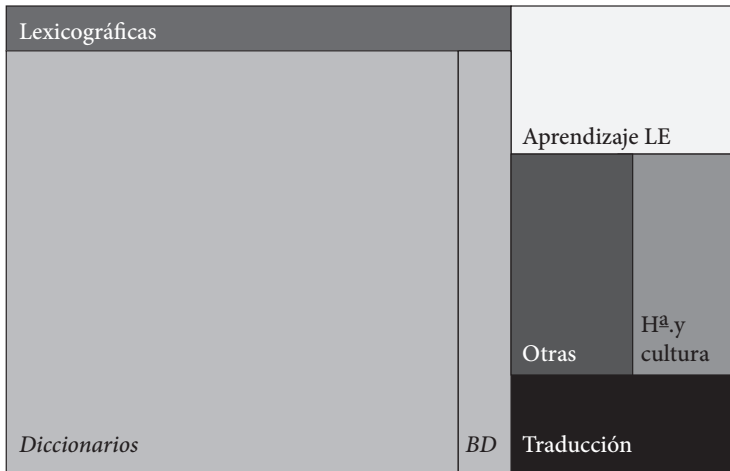 Lexicográficas
Aprendizaje LE
Hª.y
cultura
Otras
Diccionarios
BD
Traducción